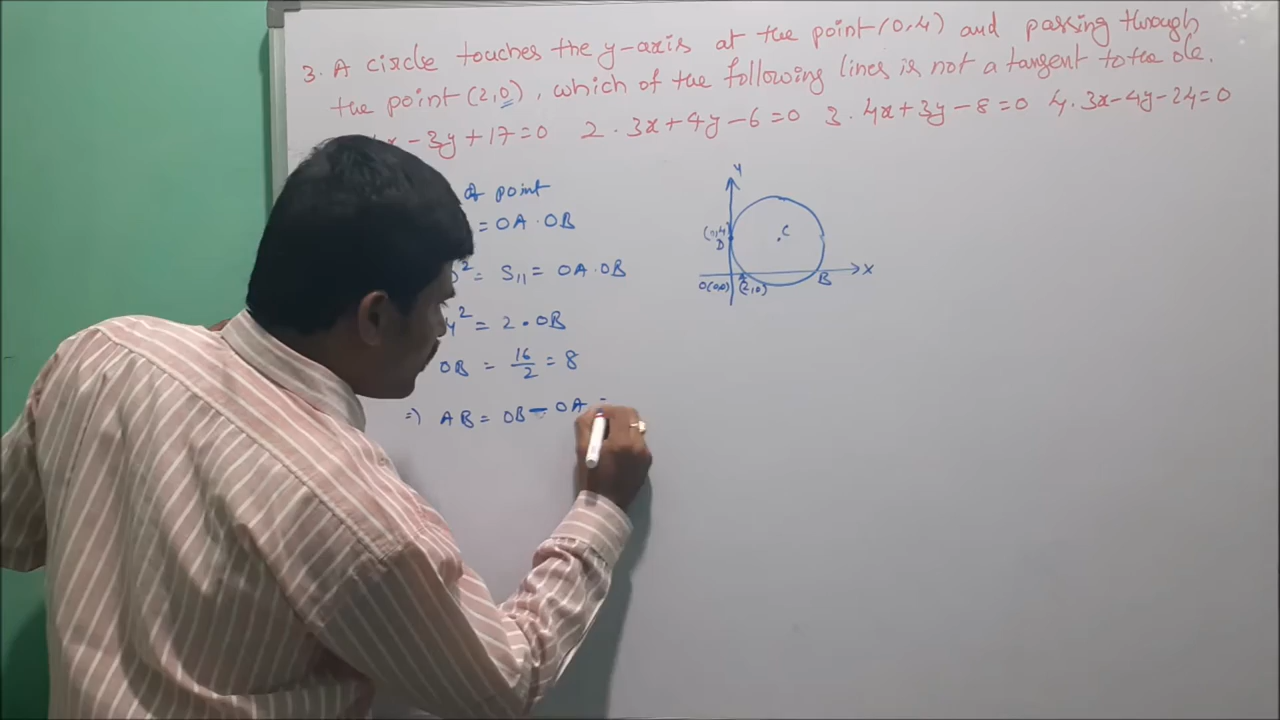 3. A circle touches the y-axis at the point (0,4) and passing through
the point (2,0), which of the following lines is not a tangent to the cle.
x - 3y + 17 = 0 2. 3x + 4y - 6 = 0 3. 4x + 3y - 8 = 0 4. 3x - 4y - 24 = 0
of point
= OA · OB
² = S₁₁ = OA · OB
4² = 2 · OB
OB = 16/2 = 8
=) AB = OB - OA =
Y
C
(0,4)
D
X
O(0,0) A (2,0) B